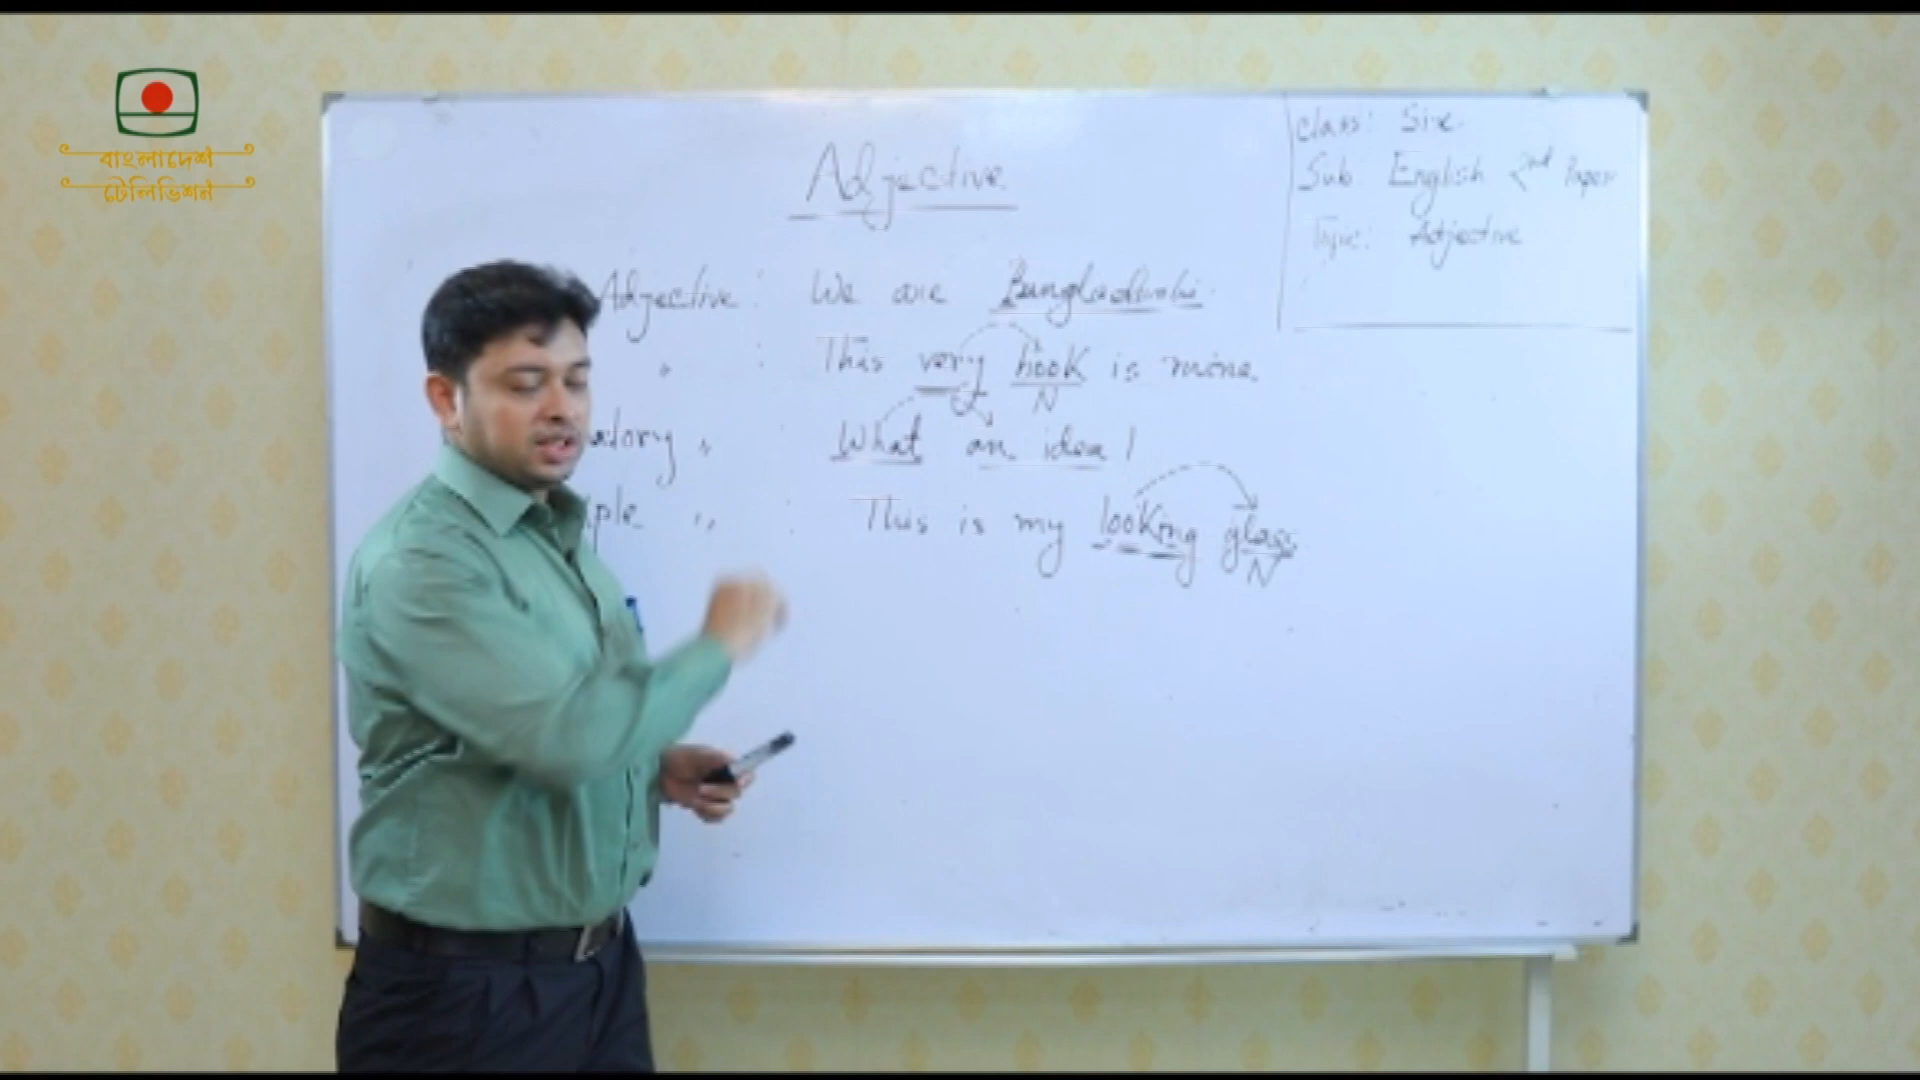 বাংলাদেশ
টেলিভিশন
Adjective
Class: Six
Sub English 2nd Paper
Topic: Adjective
Adjective : We are Bangladeshi.
" : This very book is mine.
N
atory " : What an idea!
ple " : This is my looking glass
N